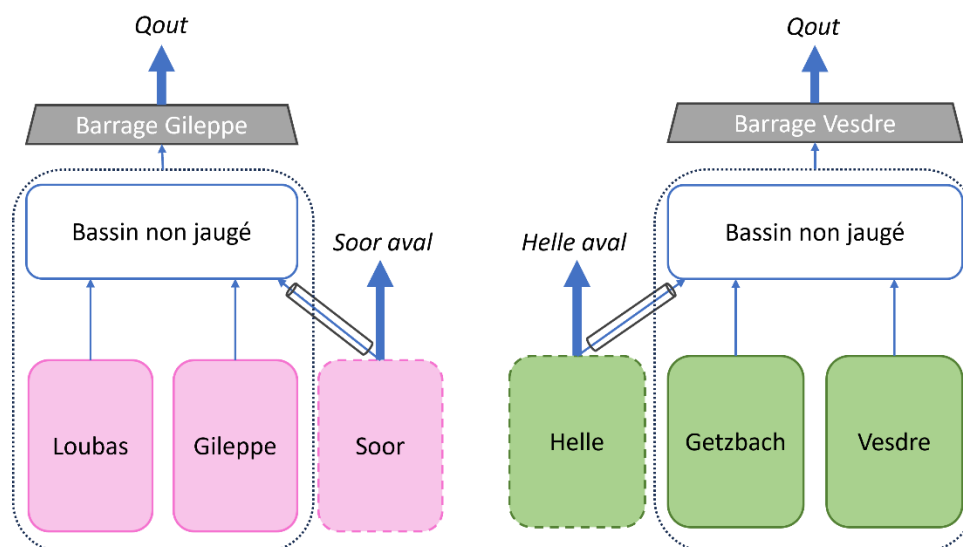 Qout
Qout
Barrage Gileppe
Barrage Vesdre
Bassin non jaugé
Soor aval
Helle aval
Bassin non jaugé
Loubas
Gileppe
Soor
Helle
Getzbach
Vesdre